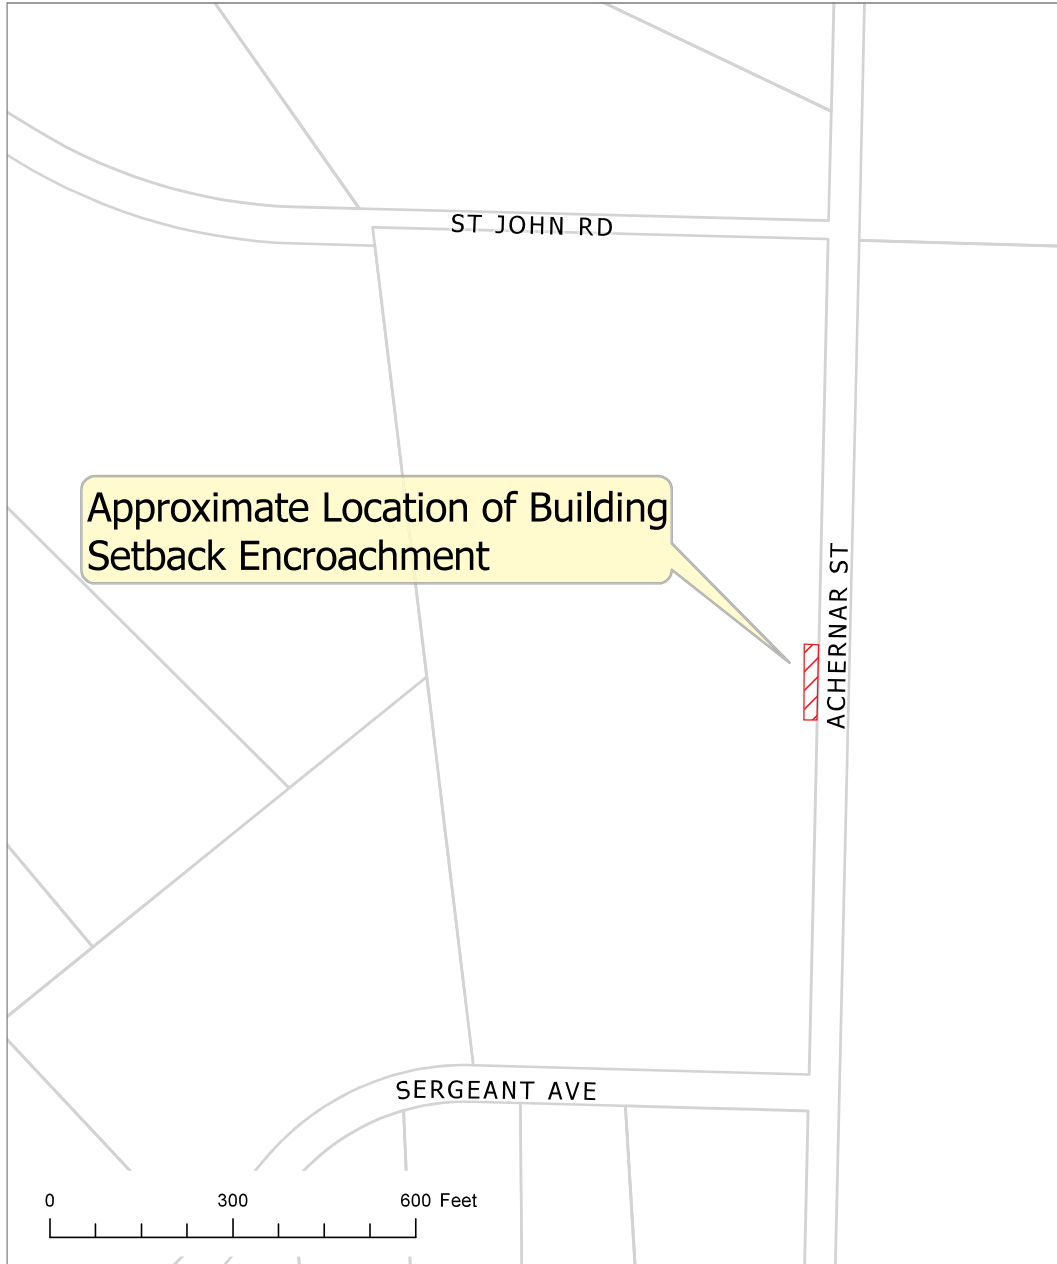 ST JOHN RD
Approximate Location of Building
Setback Encroachment
ACHERNAR ST
SERGEANT AVE
0 300 600 Feet